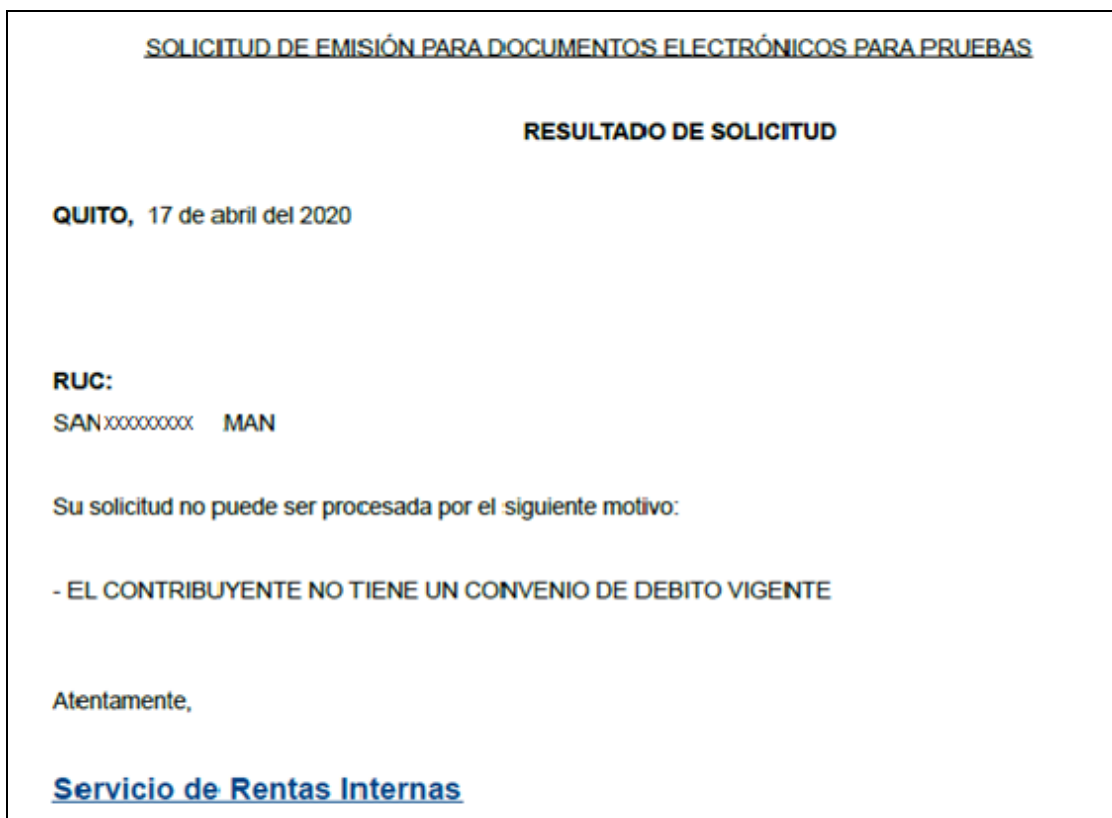 SOLICITUD DE EMISIÓN PARA DOCUMENTOS ELECTRÓNICOS PARA PRUEBAS
RESULTADO DE SOLICITUD
QUITO, 17 de abril del 2020
RUC:
SANxxxxxxxxxx MAN
Su solicitud no puede ser procesada por el siguiente motivo:
- EL CONTRIBUYENTE NO TIENE UN CONVENIO DE DEBITO VIGENTE
Atentamente,
Servicio de Rentas Internas